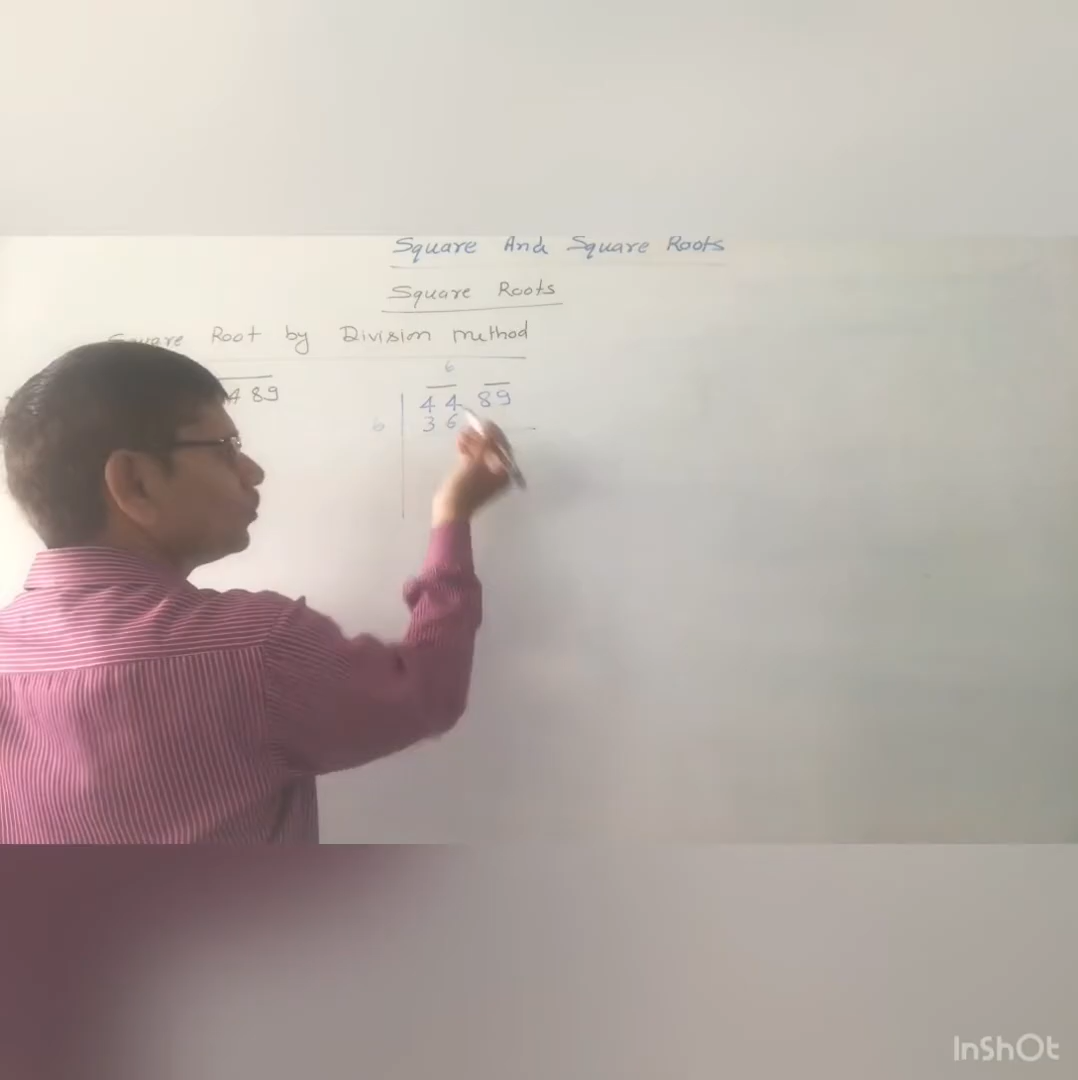 Square And Square Roots
Square Roots
Square Root by Division method
6
4 89
44 89
6
36
InShOt